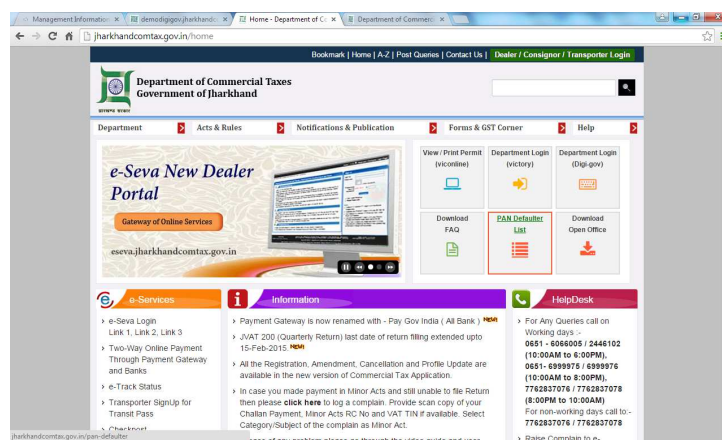 Management Information
demodigigov.jharkhand
Home - Department of C
Department of Commerc
jharkhandcomtax.gov.in/home
Bookmark | Home | A-Z | Post Queries | Contact Us | Dealer / Consignor / Transporter Login
Department of Commercial Taxes
Government of Jharkhand
झारखण्ड सरकार
Department
Acts & Rules
Notifications & Publication
Forms & GST Corner
Help
e-Seva New Dealer
Portal
Gateway of Online Services
eseva.jharkhandcomtax.gov.in
View / Print Permit
(viconline)
Department Login
(victory)
Department Login
(Digi.gov)
Download
FAQ
PAN Defaulter
List
Download
Open Office
e-Services
› e-Seva Login
Link 1, Link 2, Link 3
› Two-Way Online Payment
Through Payment Gateway
and Banks
› e-Track Status
› Transporter SignUp for
Transit Pass
› Checkpost
Information
› Payment Gateway is now renamed with - Pay Gov India ( All Bank ) NEW!
› JVAT 200 (Quarterly Return) last date of return filling extended upto
15-Feb-2015. NEW!
› All the Registration, Amendment, Cancellation and Profile Update are
available in the new version of Commercial Tax Application.
› In case you made payment in Minor Acts and still unable to file Return
then please click here to log a complain. Provide scan copy of your
Challan Payment, Minor Acts RC No and VAT TIN if available. Select
Category/Subject of the complain as Minor Act.
HelpDesk
› For Any Queries call on
Working days :-
0651 - 6066005 / 2446102
(10:00AM to 6:00PM),
0651- 6999975 / 6999976
(10:00AM to 8:00PM),
7762837076 / 7762837078
(8:00PM to 10:00AM)
For non-working days call to:-
7762837076 / 7762837078
› Raise Complain to e-
jharkhandcomtax.gov.in/pan-defaulter